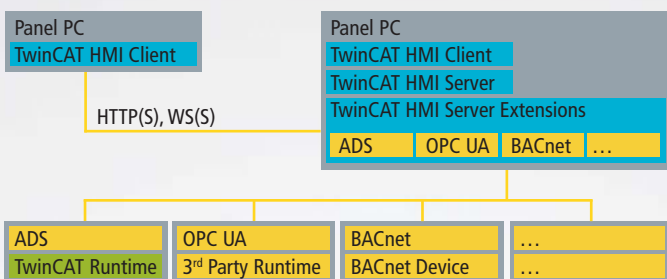 Panel PC
TwinCAT HMI Client
HTTP(S), WS(S)
Panel PC
TwinCAT HMI Client
TwinCAT HMI Server
TwinCAT HMI Server Extensions
ADS
OPC UA
BACnet
…
ADS
TwinCAT Runtime
OPC UA
3rd Party Runtime
BACnet
BACnet Device
…
…